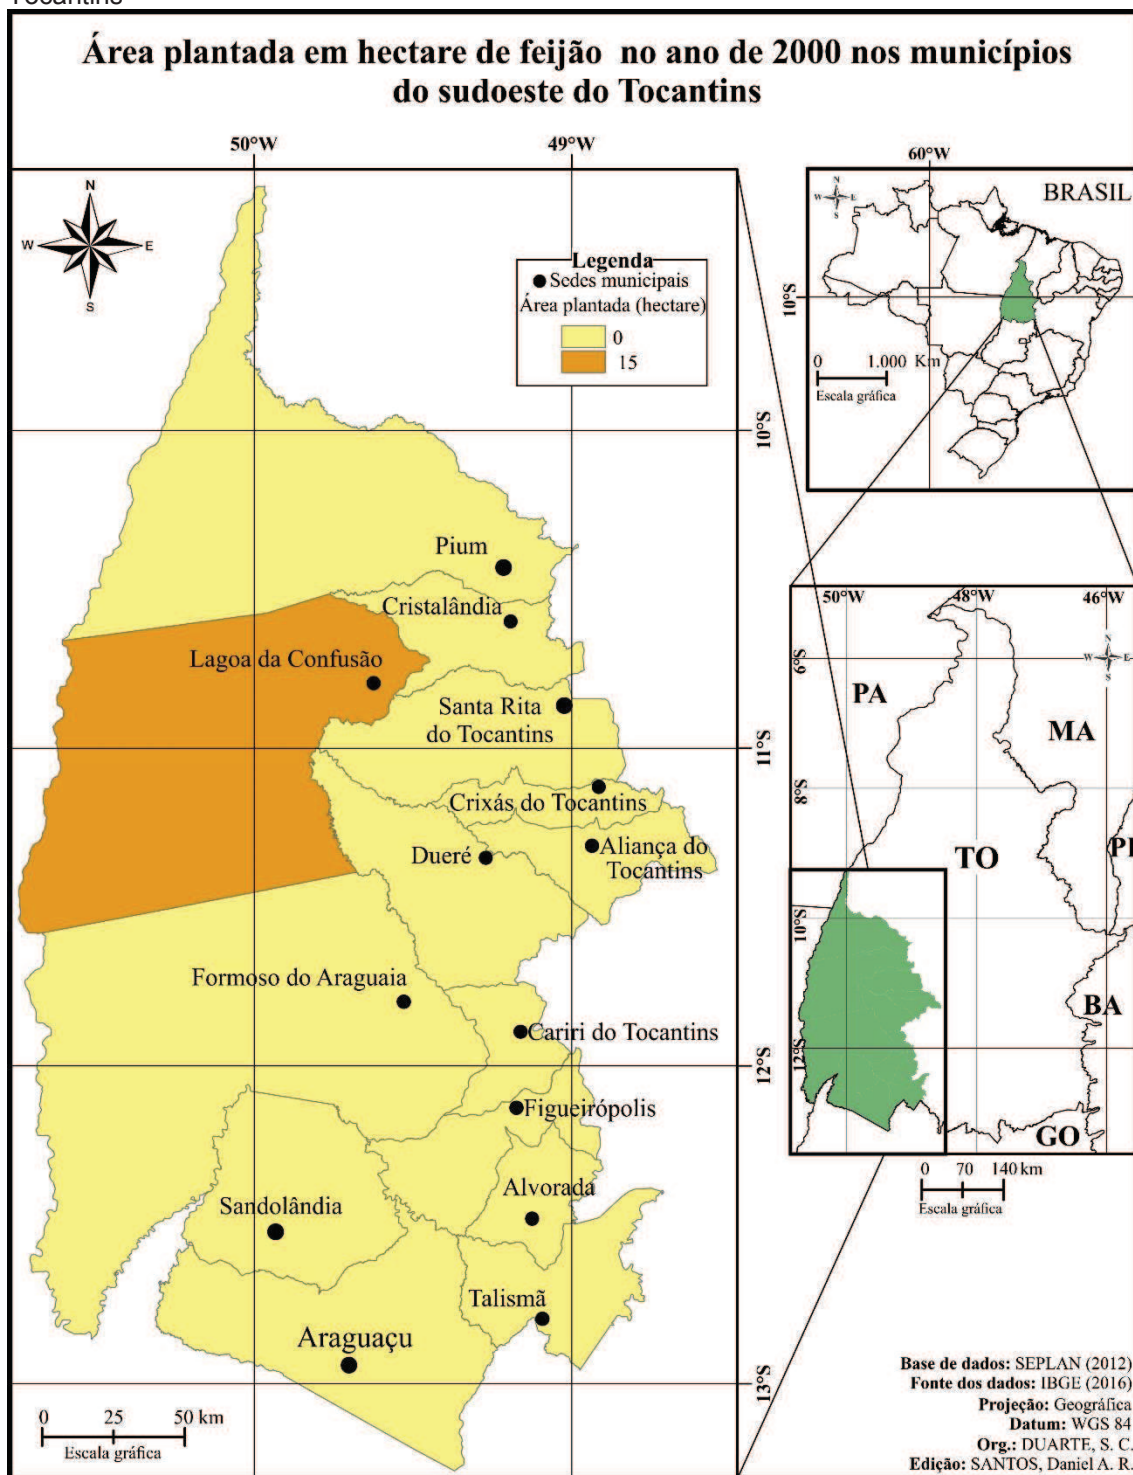 Tocantins
Área plantada em hectare de feijão no ano de 2000 nos municípios
do sudoeste do Tocantins
50°W
49°W
60°W
N
W
E
S
Legenda
Sedes municipais
Área plantada (hectare)
0
15
N
W
E
S
BRASIL
10°S
0
1.000 Km
Escala gráfica
10°S
Pium
Cristalândia
Lagoa da Confusão
Santa Rita
do Tocantins
11°S
Crixás do Tocantins
Dueré
Aliança do
Tocantins
Formoso do Araguaia
Cariri do Tocantins
12°S
Figueirópolis
Alvorada
Sandolândia
Talismã
Araguaçu
13°S
0
25
50 km
Escala gráfica
50°W
48°W
46°W
N
W
E
S
6°S
PA
MA
8°S
TO
10°S
BA
12°S
GO
0
70
140 km
Escala gráfica
Base de dados: SEPLAN (2012)
Fonte dos dados: IBGE (2016)
Projeção: Geográfica
Datum: WGS 84
Org.: DUARTE, S. C.
Edição: SANTOS, Daniel A. R.